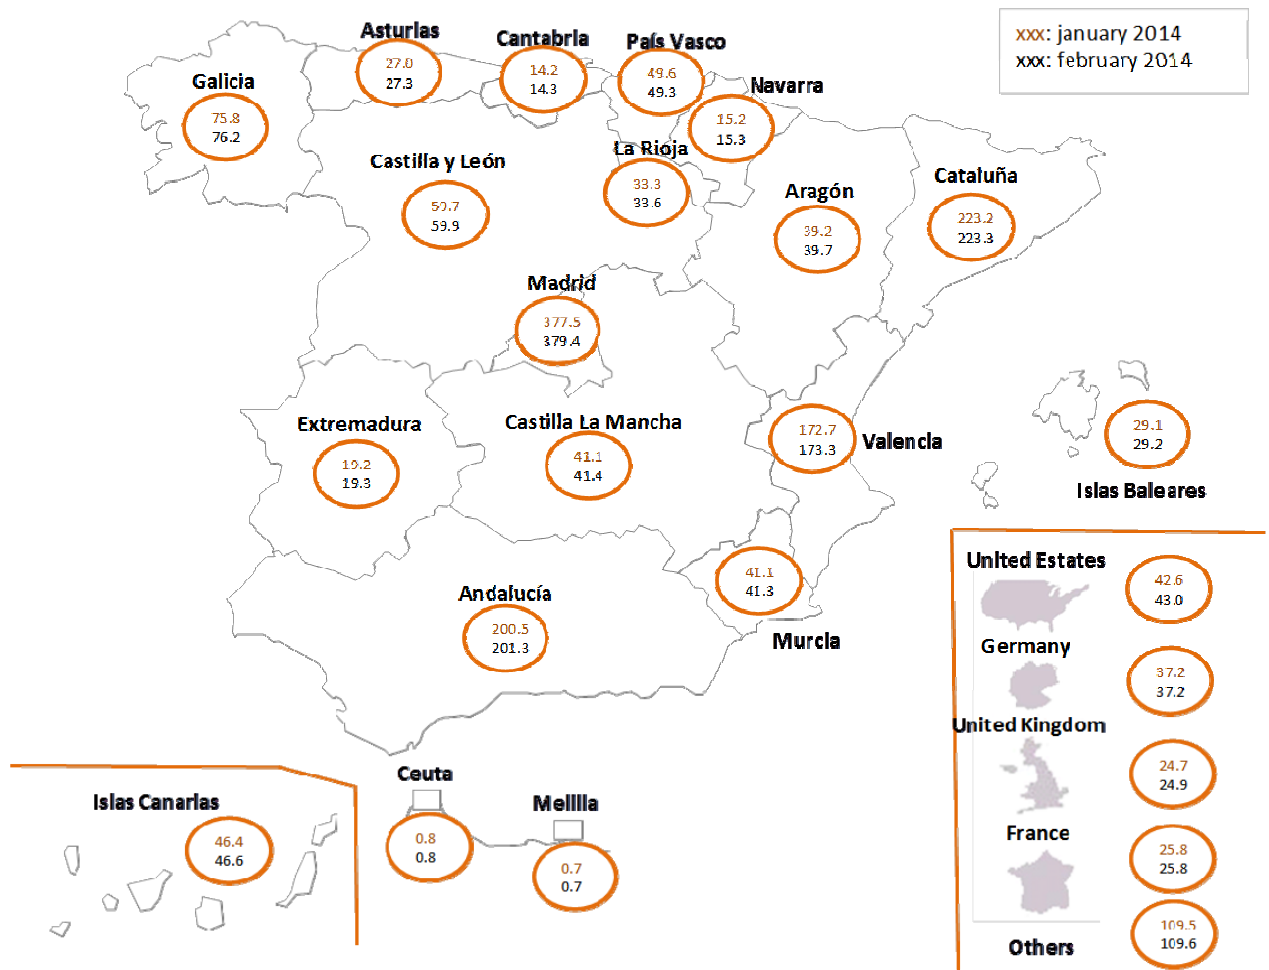 xxx: january 2014
xxx: february 2014
Asturias
27.0
27.3
Cantabria
14.2
14.3
País Vasco
49.6
49.3
Navarra
15.2
15.3
Galicia
75.8
76.2
Castilla y León
59.7
59.9
La Rioja
33.3
33.6
Aragón
39.2
39.7
Cataluña
223.2
223.3
Madrid
377.5
379.4
Extremadura
19.2
19.3
Castilla La Mancha
41.1
41.4
172.7
173.3
Valencia
29.1
29.2
Islas Baleares
Andalucía
200.5
201.3
41.1
41.3
Murcia
United Estates
42.6
43.0
Germany
37.2
37.2
United Kingdom
24.7
24.9
France
25.8
25.8
Others
109.5
109.6
Islas Canarias
46.4
46.6
Ceuta
0.8
0.8
Melilla
0.7
0.7